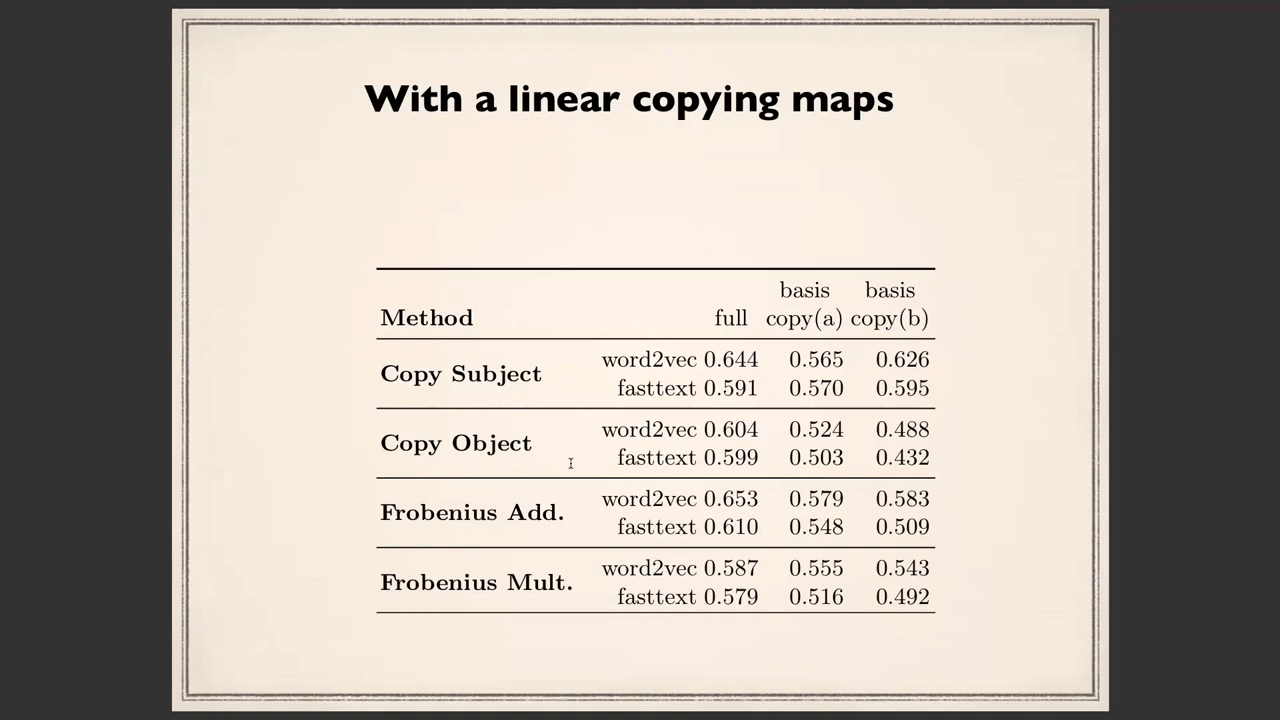 With a linear copying maps
basis basis
Method full copy(a) copy(b)
Copy Subject word2vec 0.644 0.565 0.626
fasttext 0.591 0.570 0.595
Copy Object word2vec 0.604 0.524 0.488
fasttext 0.599 0.503 0.432
Frobenius Add. word2vec 0.653 0.579 0.583
fasttext 0.610 0.548 0.509
Frobenius Mult. word2vec 0.587 0.555 0.543
fasttext 0.579 0.516 0.492